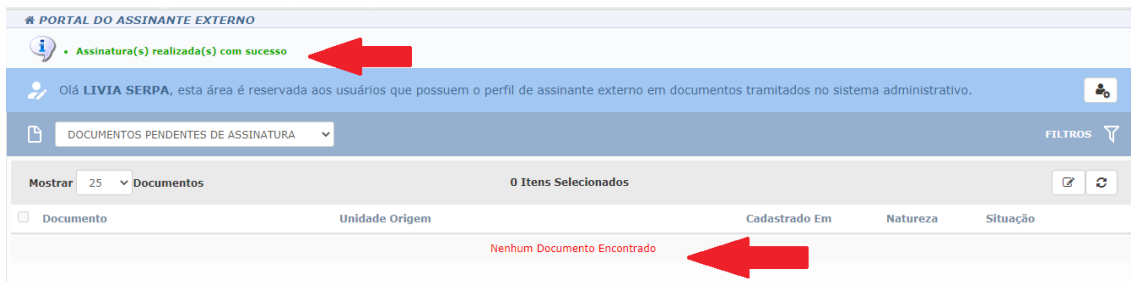 PORTAL DO ASSINANTE EXTERNO
• Assinatura(s) realizada(s) com sucesso
Olá LIVIA SERPA, esta área é reservada aos usuários que possuem o perfil de assinante externo em documentos tramitados no sistema administrativo.
DOCUMENTOS PENDENTES DE ASSINATURA FILTROS
Mostrar 25 Documentos 0 Itens Selecionados
Documento Unidade Origem Cadastrado Em Natureza Situação
Nenhum Documento Encontrado